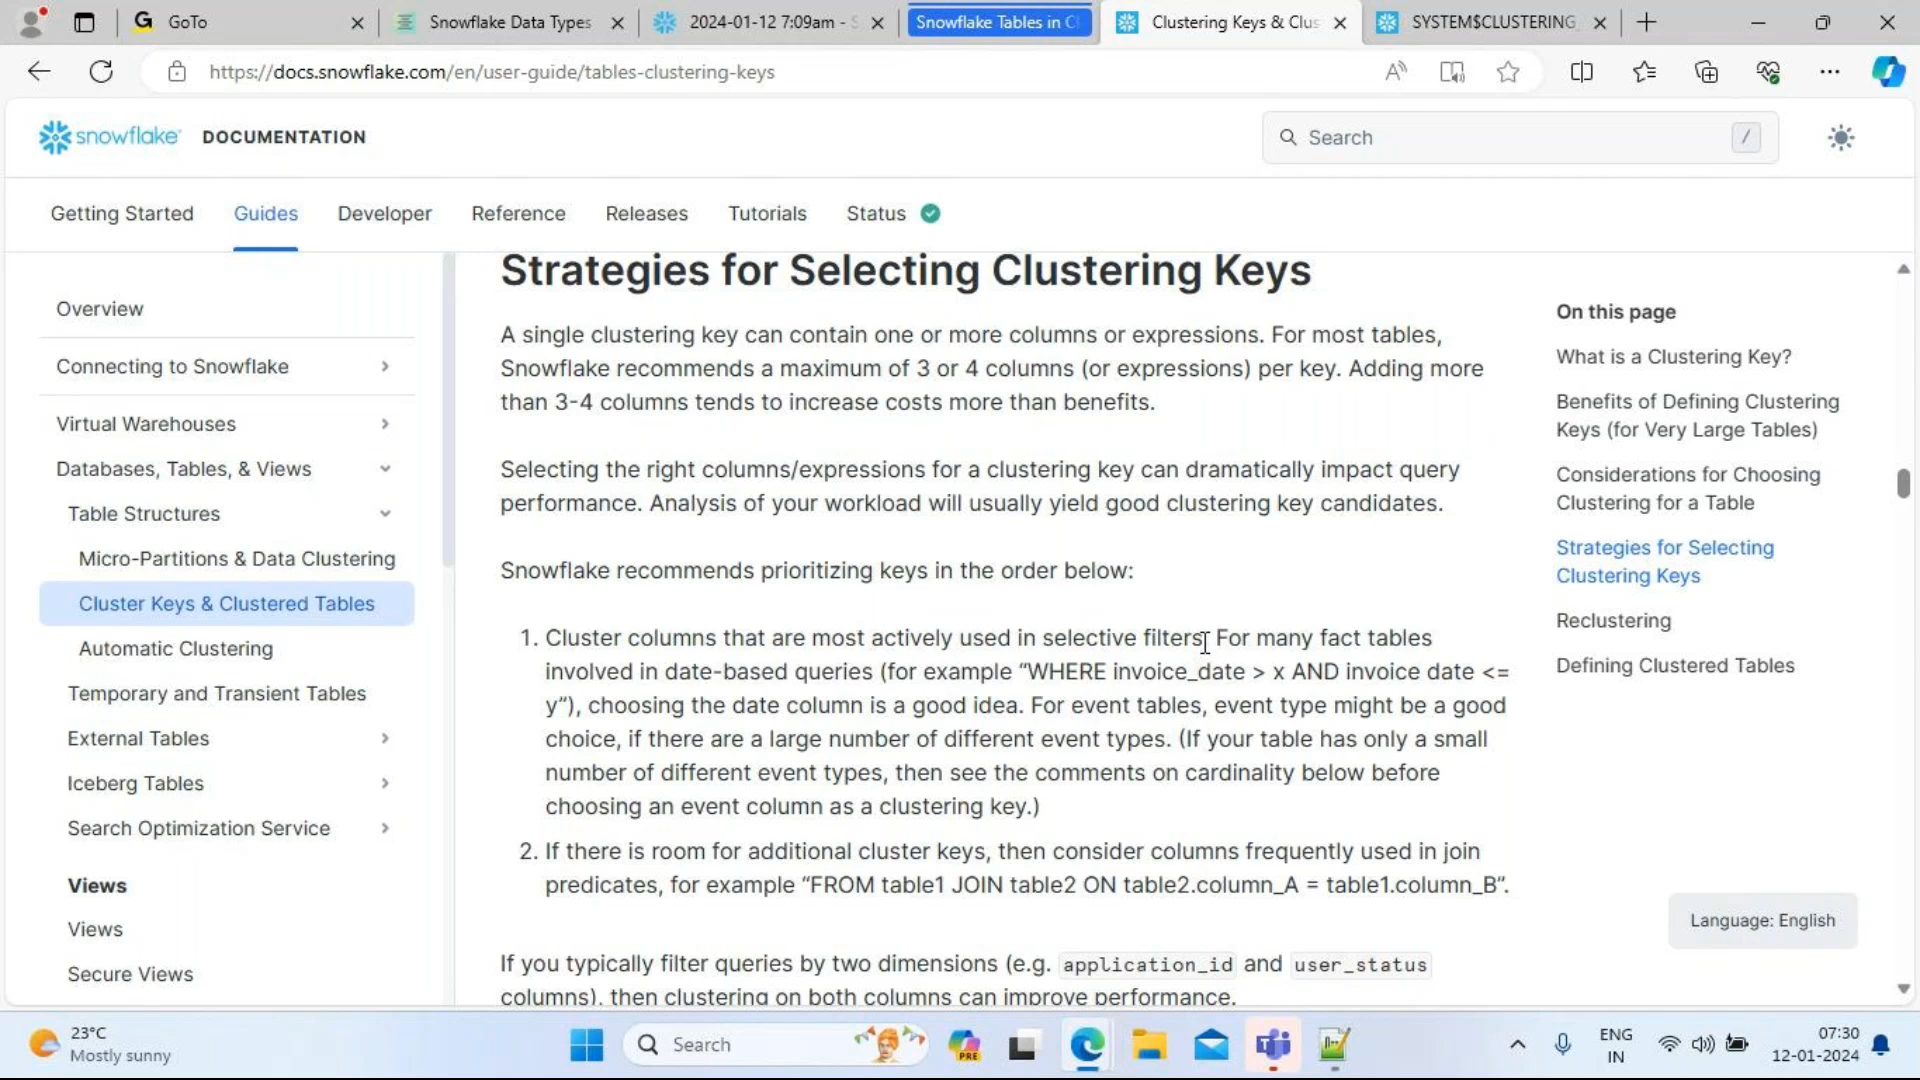 GoTo
Snowflake Data Types
2024-01-12 7:09am - S
Snowflake Tables in C
Clustering Keys & Clus
SYSTEM$CLUSTERING_
https://docs.snowflake.com/en/user-guide/tables-clustering-keys
snowflake DOCUMENTATION
Search
/
Getting Started
Guides
Developer
Reference
Releases
Tutorials
Status
Overview
Connecting to Snowflake
Virtual Warehouses
Databases, Tables, & Views
Table Structures
Micro-Partitions & Data Clustering
Cluster Keys & Clustered Tables
Automatic Clustering
Temporary and Transient Tables
External Tables
Iceberg Tables
Search Optimization Service
Views
Views
Secure Views
Strategies for Selecting Clustering Keys
A single clustering key can contain one or more columns or expressions. For most tables,
Snowflake recommends a maximum of 3 or 4 columns (or expressions) per key. Adding more
than 3-4 columns tends to increase costs more than benefits.
Selecting the right columns/expressions for a clustering key can dramatically impact query
performance. Analysis of your workload will usually yield good clustering key candidates.
Snowflake recommends prioritizing keys in the order below:
1. Cluster columns that are most actively used in selective filters. For many fact tables
involved in date-based queries (for example “WHERE invoice_date > x AND invoice date <=
y”), choosing the date column is a good idea. For event tables, event type might be a good
choice, if there are a large number of different event types. (If your table has only a small
number of different event types, then see the comments on cardinality below before
choosing an event column as a clustering key.)
2. If there is room for additional cluster keys, then consider columns frequently used in join
predicates, for example “FROM table1 JOIN table2 ON table2.column_A = table1.column_B”.
If you typically filter queries by two dimensions (e.g. application_id and user_status
columns), then clustering on both columns can improve performance.
On this page
What is a Clustering Key?
Benefits of Defining Clustering
Keys (for Very Large Tables)
Considerations for Choosing
Clustering for a Table
Strategies for Selecting
Clustering Keys
Reclustering
Defining Clustered Tables
Language: English
23°C
Mostly sunny
Search
PRE
ENG
IN
07:30
12-01-2024